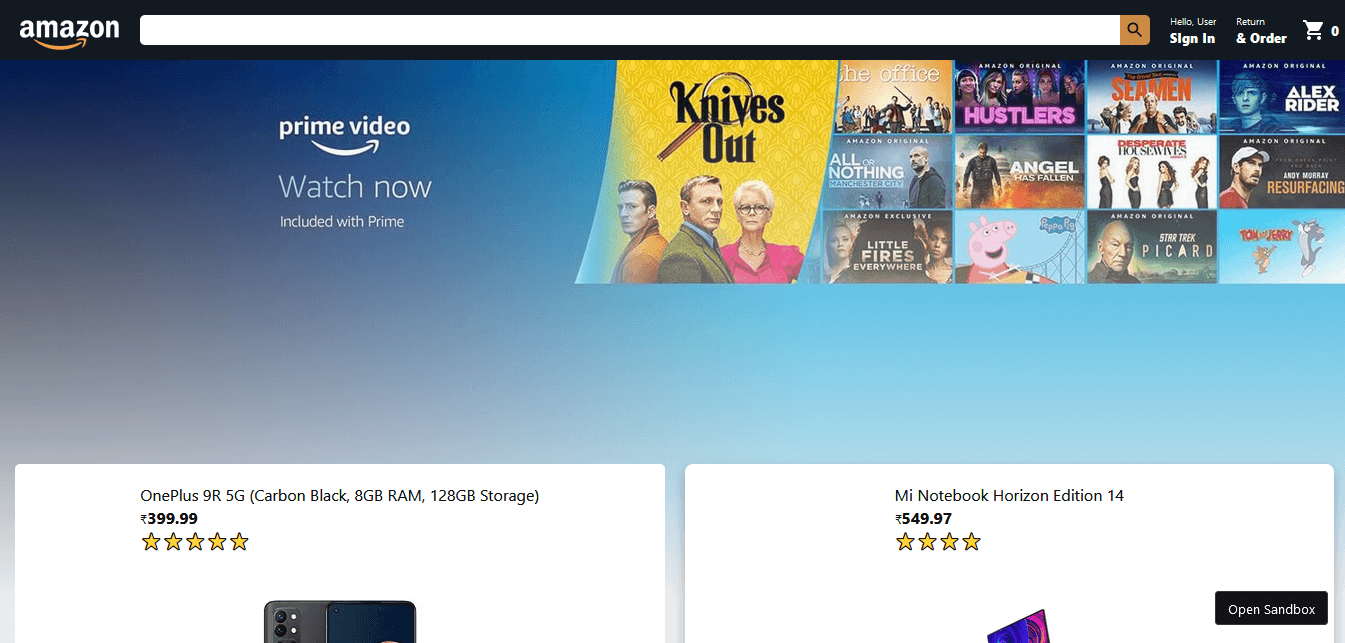 amazon
Hello, User
Sign In
Return
& Order
0
prime video
Watch now
Included with Prime
Knives
Out
the office
AMAZON ORIGINAL
HUSTLERS
AMAZON ORIGINAL
SEAMEN
AMAZON ORIGINAL
ALEX
RIDER
AMAZON ORIGINAL
ALL OR
NOTHING
MANCHESTER CITY
ANGEL
HAS FALLEN
DESPERATE
HOUSEWIVES
AMAZON ORIGINAL
ANDY MURRAY
RESURFACING
AMAZON EXCLUSIVE
LITTLE
FIRES
EVERYWHERE
Peppa Pig
AMAZON ORIGINAL
STAR TREK
PICARD
TOM and JERRY
OnePlus 9R 5G (Carbon Black, 8GB RAM, 128GB Storage)
₹399.99
Mi Notebook Horizon Edition 14
₹549.97
Open Sandbox